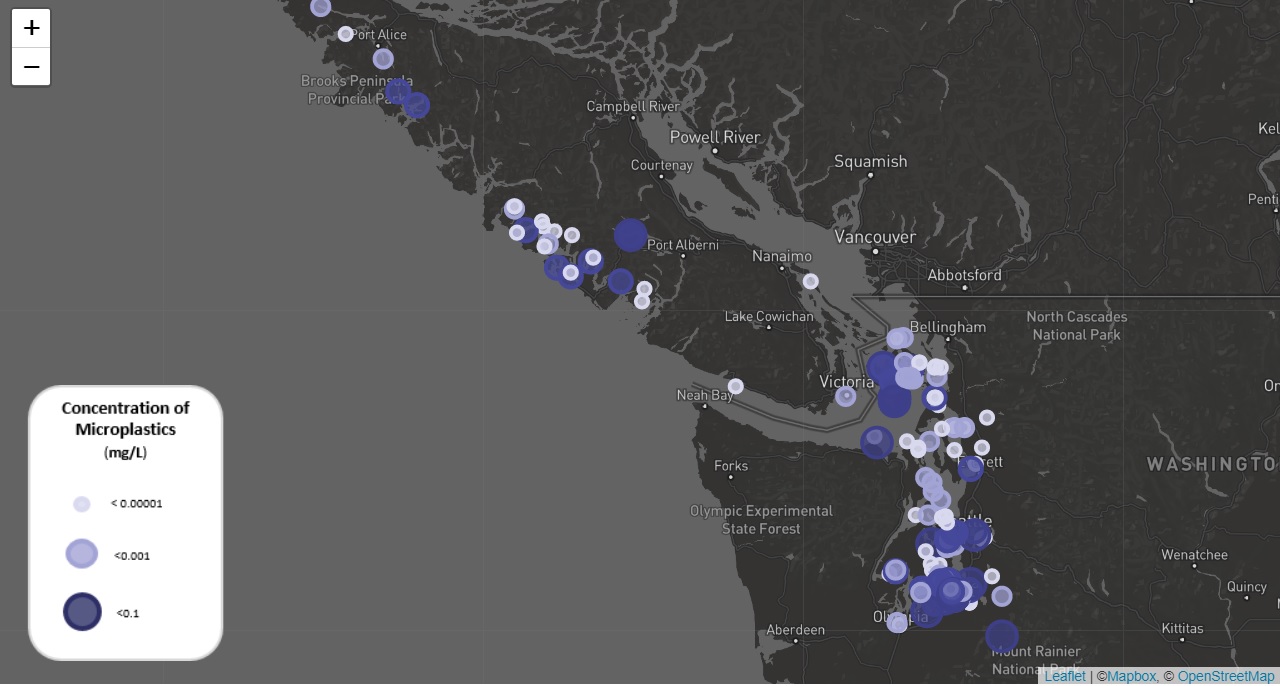 +
−
Port Alice
Brooks Peninsula
Provincial Park
Campbell River
Powell River
Courtenay
Squamish
Kel
Penti
Vancouver
Port Alberni
Nanaimo
Abbotsford
Lake Cowichan
Bellingham
North Cascades
National Park
Victoria
Neah Bay
On
Forks
WASHINGTO
Olympic Experimental
State Forest
Wenatchee
Quincy
Olympia
Aberdeen
Kittitas
Mount Rainier
National Park
Concentration of
Microplastics
(mg/L)
< 0.00001
<0.001
<0.1
Leaflet | ©Mapbox, © OpenStreetMap